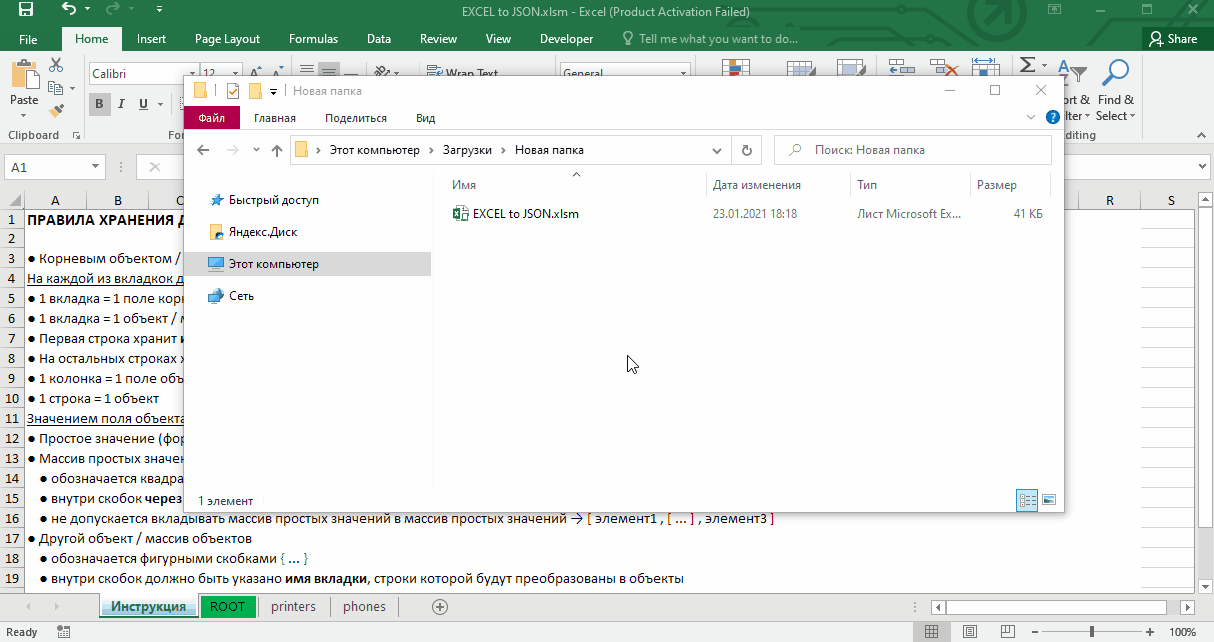 EXCEL to JSON.xlsm - Excel (Product Activation Failed)
File Home Insert Page Layout Formulas Data Review View Developer Tell me what you want to do... Share
Calibri 12 Wrap Text General
Paste B I U Find &
Select
Clipboard
Новая папка
Файл Главная Поделиться Вид
Этот компьютер Загрузки Новая папка Поиск: Новая папка
A1
Имя Дата изменения Тип Размер
Быстрый доступ
EXCEL to JSON.xlsm 23.01.2021 18:18 Лист Microsoft Ex... 41 КБ
Яндекс.Диск
Этот компьютер
Сеть
1 элемент
A B C R S
1 ПРАВИЛА ХРАНЕНИЯ
2
3 ● Корневым объектом /
4 На каждой из вкладкок
5 ● 1 вкладка = 1 поле
6 ● 1 вкладка = 1 объект /
7 ● Первая строка хранит
8 ● На остальных строках
9 ● 1 колонка = 1 поле
10 ● 1 строка = 1 объект
11 Значением поля объекта
12 ● Простое значение
13 ● Массив простых
14 ● обозначается
15 ● внутри скобок через
16 ● не допускается вкладывать массив простых значений в массив простых значений → [ элемент1 , [ ... ] , элемент3 ]
17 ● Другой объект / массив объектов
18 ● обозначается фигурными скобками { ... }
19 ● внутри скобок должно быть указано имя вкладки, строки которой будут преобразованы в объекты
Инструкция ROOT printers phones
Ready 100%